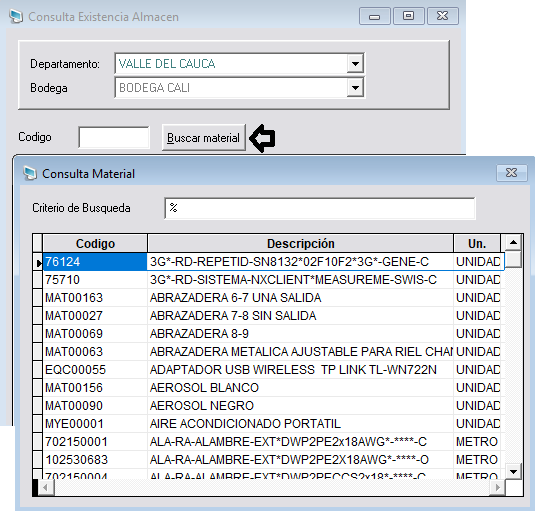 Consulta Existencia Almacen
Departamento: VALLE DEL CAUCA
Bodega BODEGA CALI
Codigo Buscar material
Consulta Material
Criterio de Busqueda %
Codigo Descripción Un.
76124 3G*-RD-REPETID-SN8132*02F10F2*3G*-GENE-C UNIDAD
75710 3G*-RD-SISTEMA-NXCLIENT*MEASUREME-SWIS-C UNIDAD
MAT00163 ABRAZADERA 6-7 UNA SALIDA UNIDAD
MAT00027 ABRAZADERA 7-8 SIN SALIDA UNIDAD
MAT00069 ABRAZADERA 8-9 UNIDAD
MAT00063 ABRAZADERA METALICA AJUSTABLE PARA RIEL CHAN UNIDAD
EQC00055 ADAPTADOR USB WIRELESS TP LINK TL-WN722N UNIDAD
MAT00156 AEROSOL BLANCO UNIDAD
MAT00090 AEROSOL NEGRO UNIDAD
MYE00001 AIRE ACONDICIONADO PORTATIL UNIDAD
702150001 ALA-RA-ALAMBRE-EXT*DWP2PE2x18AWG*-****-C METRO
102530683 ALA-RA-ALAMBRE-EXT*DWP2PE2X18AWG*-****-O METRO
702150004 ALA-RA-ALAMBRE-EXT*DWP2PECCS2x18*-****-C METRO